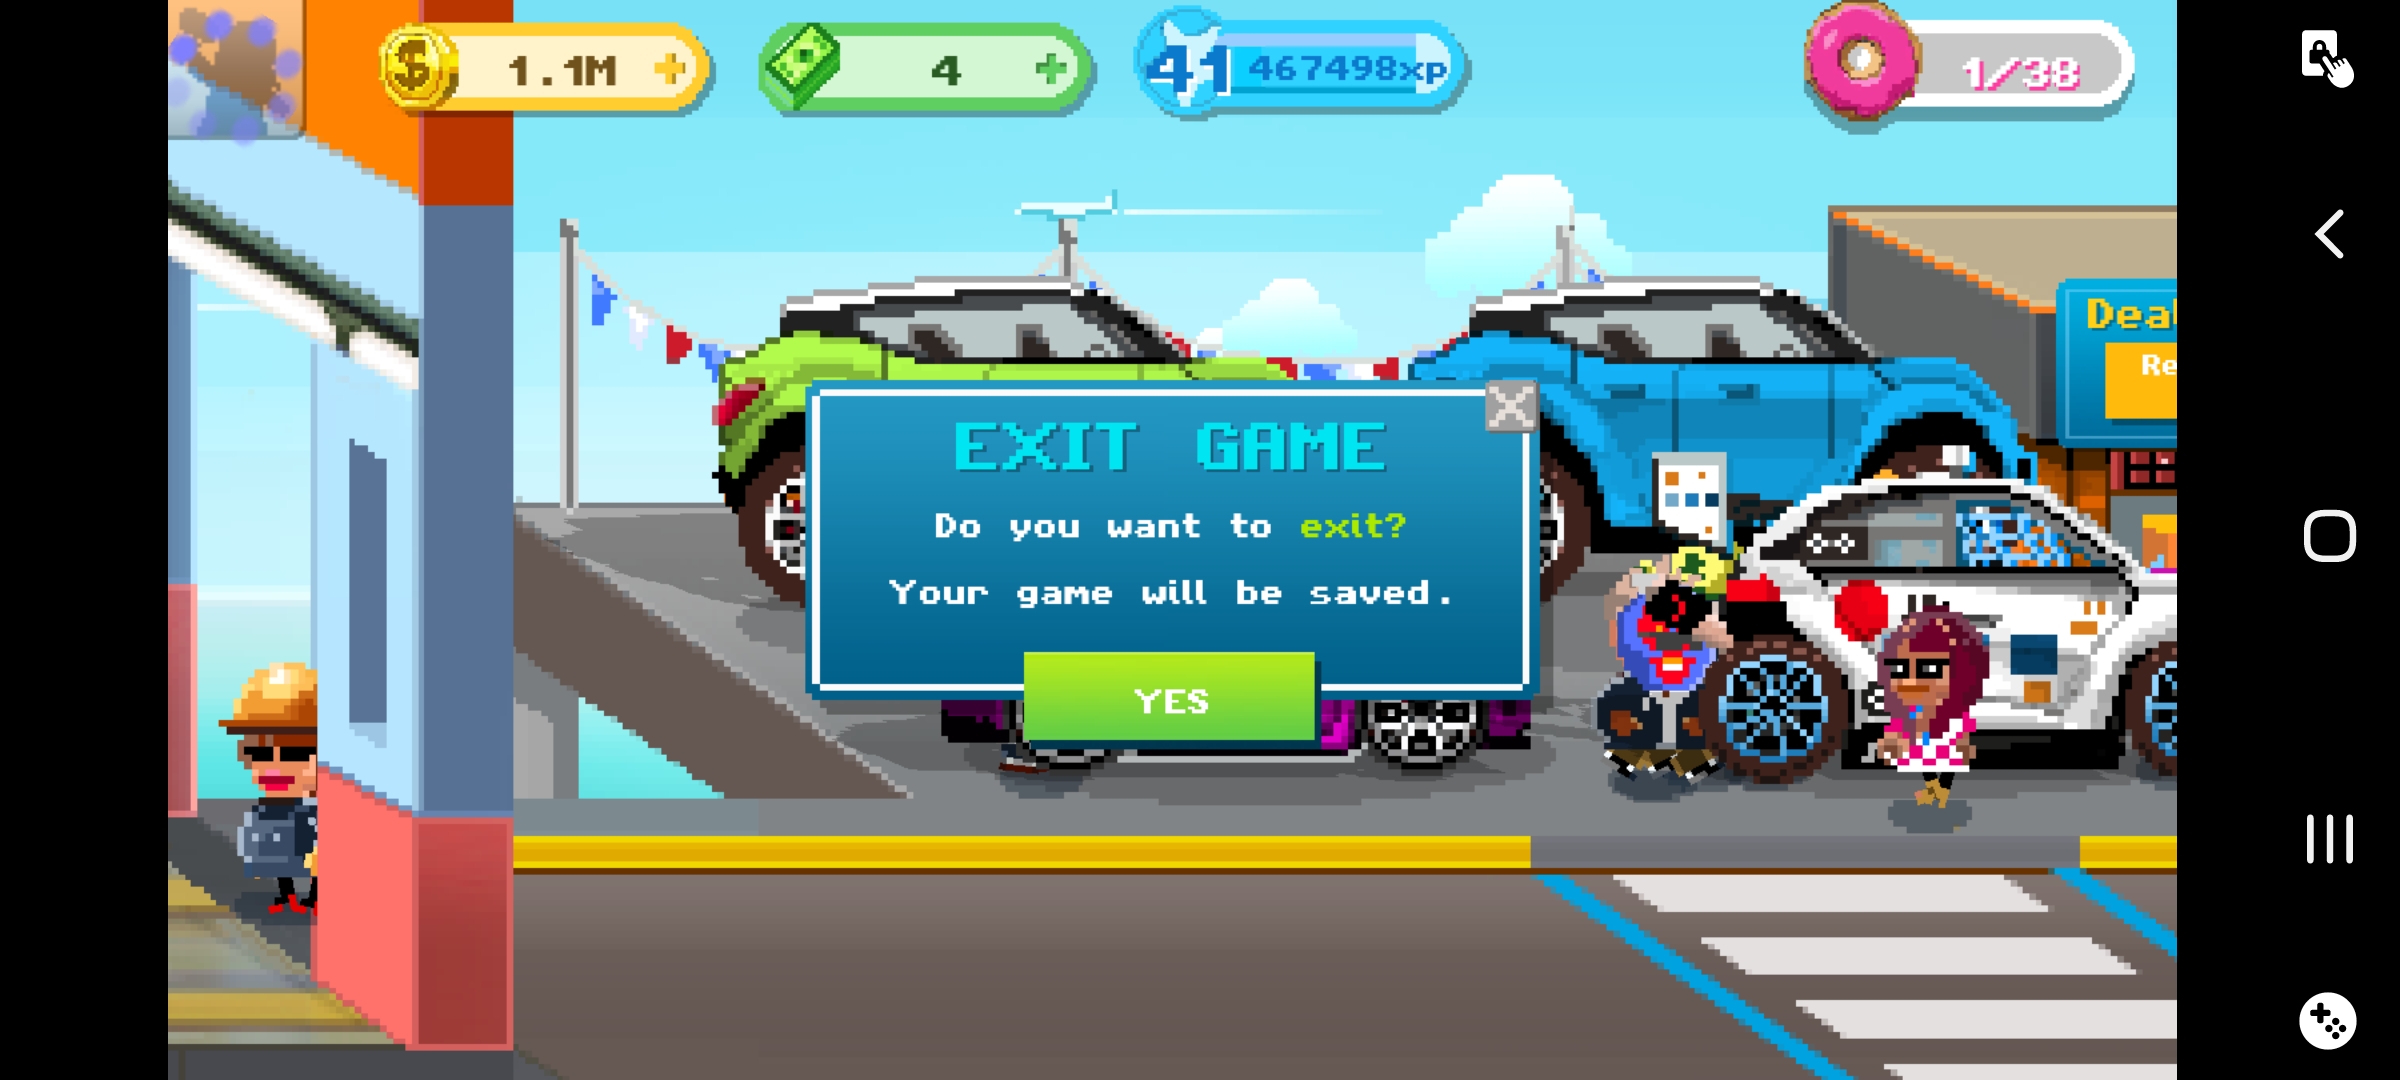 1.1M
4
41 467498xp
1/38
Deal
Re
EXIT GAME
Do you want to exit?
Your game will be saved.
YES